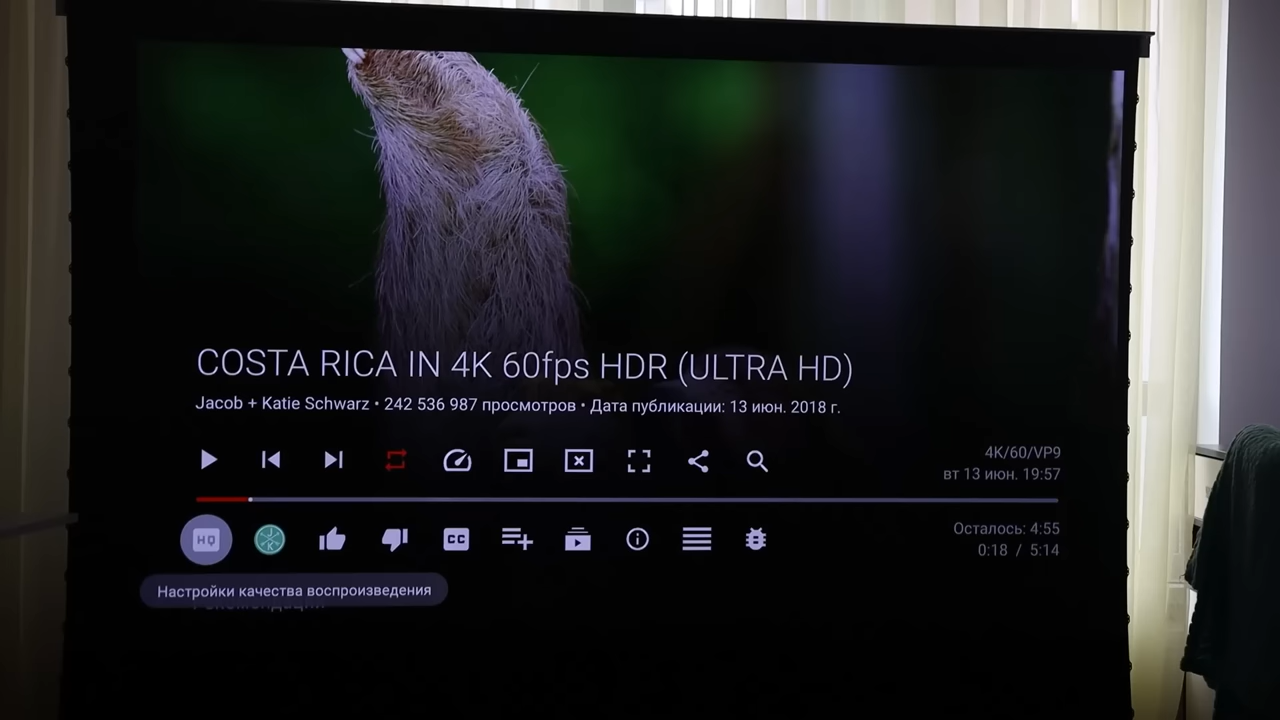 COSTA RICA IN 4K 60fps HDR (ULTRA HD)
Jacob + Katie Schwarz • 242 536 987 просмотров • Дата публикации: 13 июн. 2018 г.
4K/60/VP9
вт 13 июн. 19:57
HQ
JK
CC
Осталось: 4:55
0:18 / 5:14
Настройки качества воспроизведения
Рекомендации